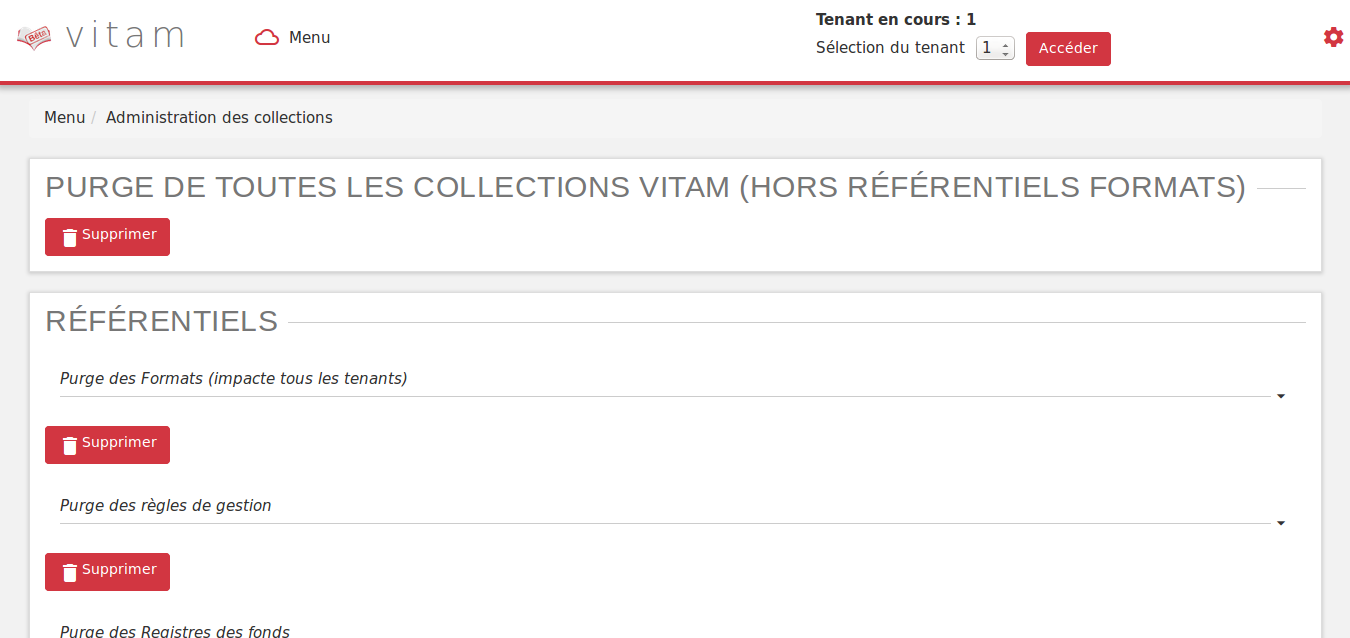 Béta vitam
Menu
Tenant en cours : 1
Sélection du tenant 1 Accéder
Menu / Administration des collections
PURGE DE TOUTES LES COLLECTIONS VITAM (HORS RÉFÉRENTIELS FORMATS)
Supprimer
RÉFÉRENTIELS
Purge des Formats (impacte tous les tenants)
Supprimer
Purge des règles de gestion
Supprimer
Purge des Registres des fonds